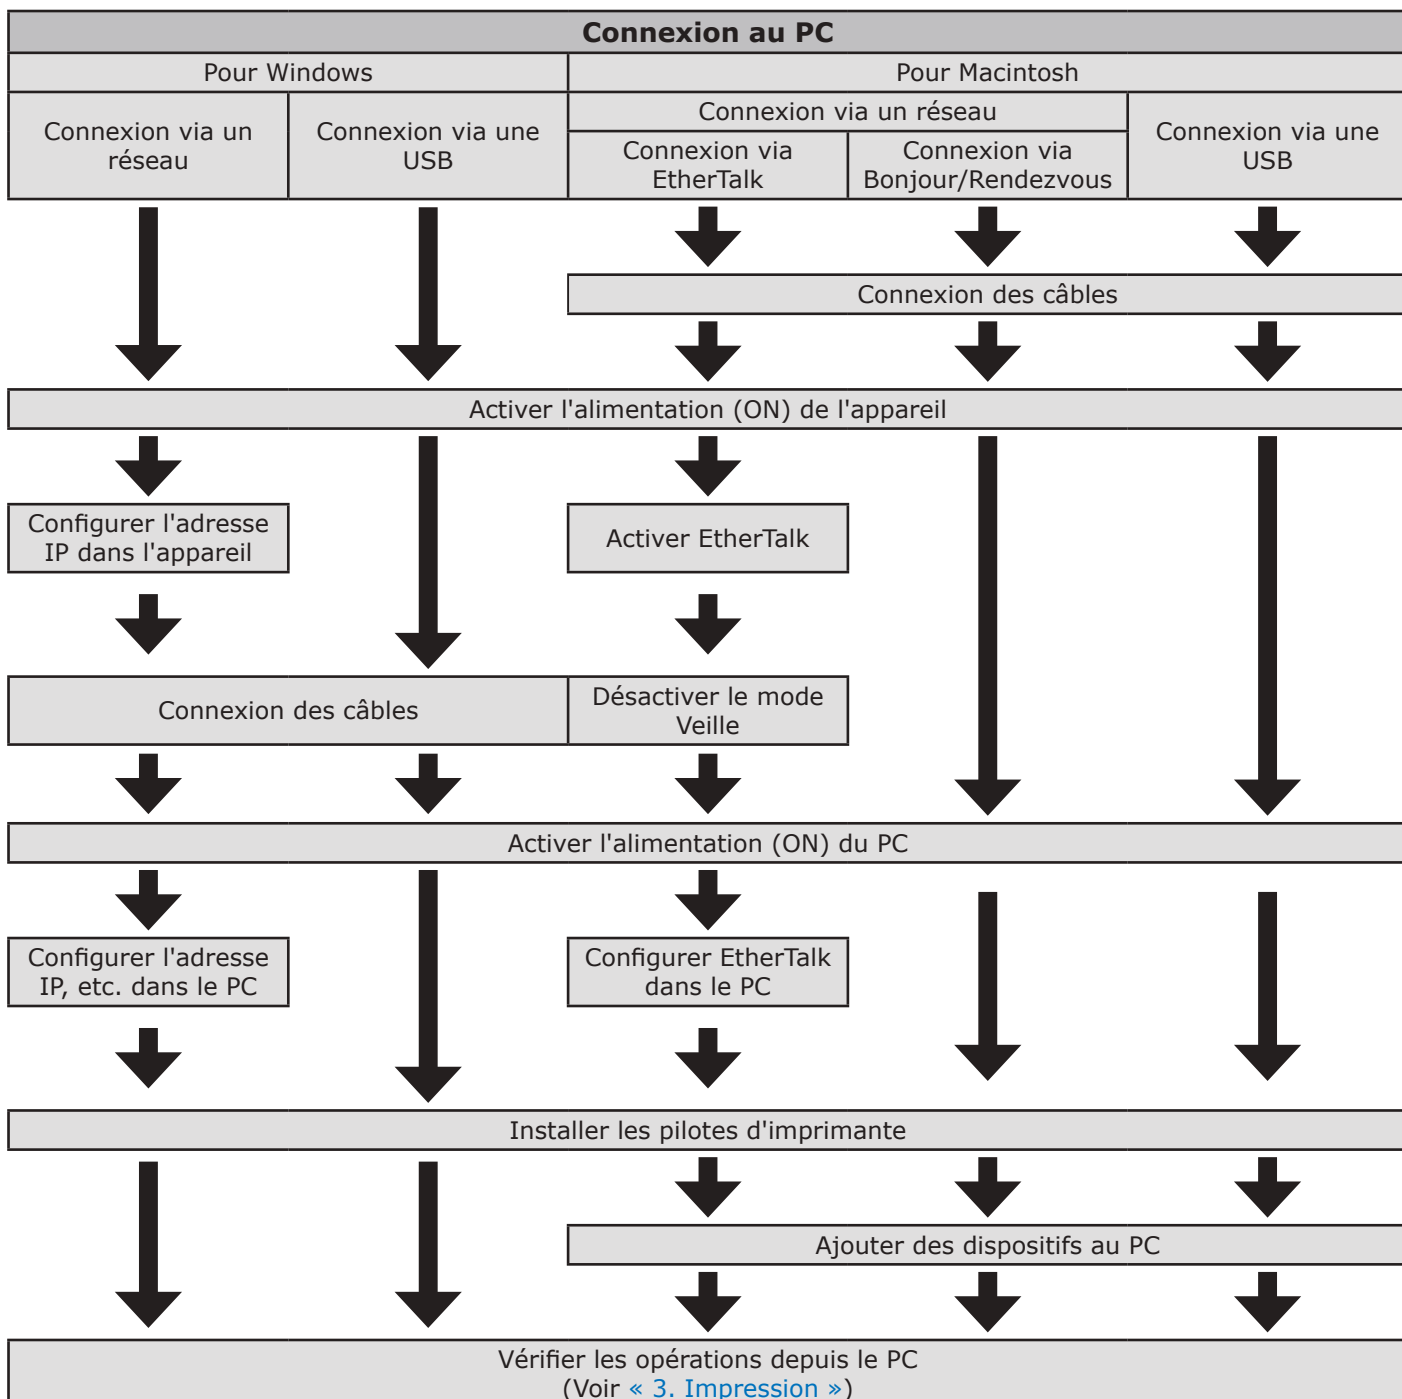 Connexion au PC
Pour Windows
Pour Macintosh
Connexion via un
réseau
Connexion via une
USB
Connexion via un réseau
Connexion via
EtherTalk
Connexion via
Bonjour/Rendezvous
Connexion via une
USB
Connexion des câbles
Activer l'alimentation (ON) de l'appareil
Configurer l'adresse
IP dans l'appareil
Activer EtherTalk
Connexion des câbles
Désactiver le mode
Veille
Activer l'alimentation (ON) du PC
Configurer l'adresse
IP, etc. dans le PC
Configurer EtherTalk
dans le PC
Installer les pilotes d'imprimante
Ajouter des dispositifs au PC
Vérifier les opérations depuis le PC
(Voir « 3. Impression »)